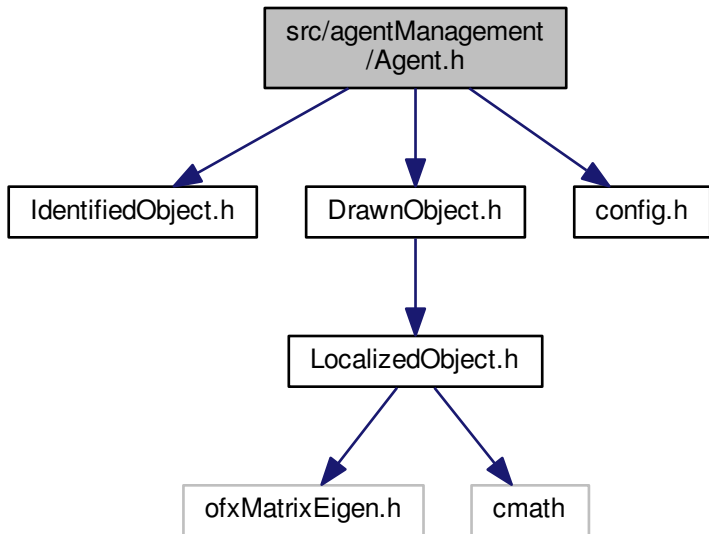 src/agentManagement
/Agent.h
IdentifiedObject.h
DrawnObject.h
config.h
LocalizedObject.h
ofxMatrixEigen.h
cmath